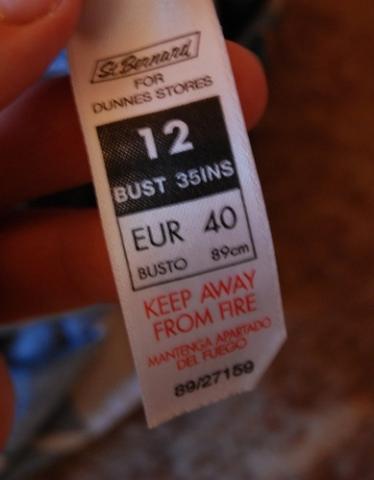 St. Bernard
FOR
DUNNES STORES
12
BUST 35INS
EUR 40
BUSTO 89cm
KEEP AWAY
FROM FIRE
MANTENGA APARTADO
DEL FUEGO
89/27159